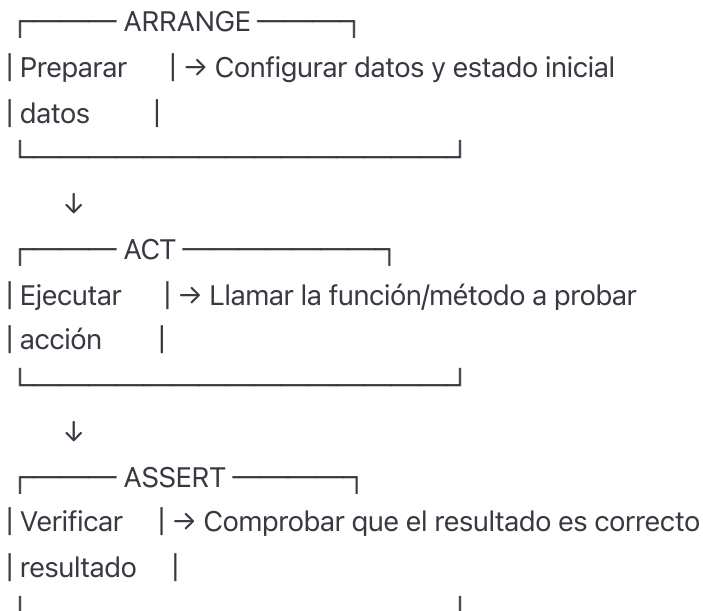 ┌───── ARRANGE ─────┐
| Preparar | → Configurar datos y estado inicial
| datos |
└─────────────────────┘
↓
┌───── ACT ──────────┐
| Ejecutar | → Llamar la función/método a probar
| acción |
└─────────────────────┘
↓
┌───── ASSERT ──────┐
| Verificar | → Comprobar que el resultado es correcto
| resultado |